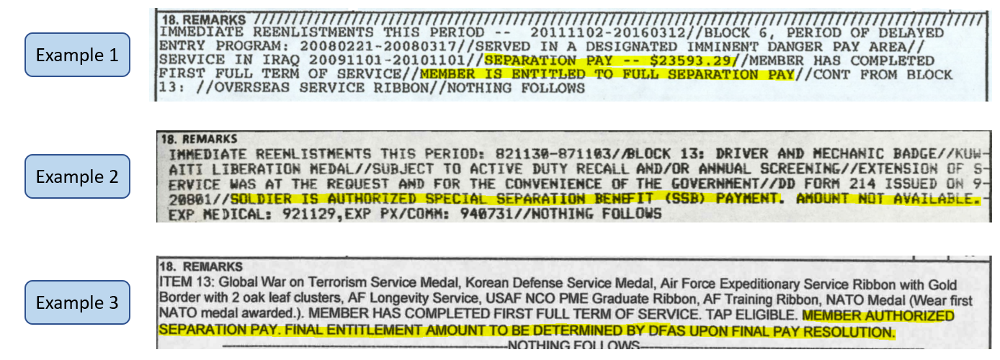 Example 1
18. REMARKS ////////////////////////////////////////////////////////////////////////
IMMEDIATE REENLISTMENTS THIS PERIOD -- 20111102-20160312//BLOCK 6, PERIOD OF DELAYED
ENTRY PROGRAM: 20080221-20080317//SERVED IN A DESIGNATED IMMINENT DANGER PAY AREA//
SERVICE IN IRAQ 20091101-20101101//SEPARATION PAY -- $23593.29//MEMBER HAS COMPLETED
FIRST FULL TERM OF SERVICE//MEMBER IS ENTITLED TO FULL SEPARATION PAY//CONT FROM BLOCK
13: //OVERSEAS SERVICE RIBBON//NOTHING FOLLOWS
Example 2
18. REMARKS
IMMEDIATE REENLISTMENTS THIS PERIOD: 821130-871103//BLOCK 13: DRIVER AND MECHANIC BADGE//KUW-
AITI LIBERATION MEDAL//SUBJECT TO ACTIVE DUTY RECALL AND/OR ANNUAL SCREENING//EXTENSION OF S-
ERVICE WAS AT THE REQUEST AND FOR THE CONVENIENCE OF THE GOVERNMENT//DD FORM 214 ISSUED ON 9-
20801//SOLDIER IS AUTHORIZED SPECIAL SEPARATION BENEFIT (SSB) PAYMENT. AMOUNT NOT AVAILABLE.
EXP MEDICAL: 921129,EXP PX/COMM: 940731//NOTHING FOLLOWS
Example 3
18. REMARKS
ITEM 13: Global War on Terrorism Service Medal, Korean Defense Service Medal, Air Force Expeditionary Service Ribbon with Gold
Border with 2 oak leaf clusters, AF Longevity Service, USAF NCO PME Graduate Ribbon, AF Training Ribbon, NATO Medal (Wear first
NATO medal awarded.). MEMBER HAS COMPLETED FIRST FULL TERM OF SERVICE. TAP ELIGIBLE. MEMBER AUTHORIZED
SEPARATION PAY. FINAL ENTITLEMENT AMOUNT TO BE DETERMINED BY DFAS UPON FINAL PAY RESOLUTION.
NOTHING FOLLOWS